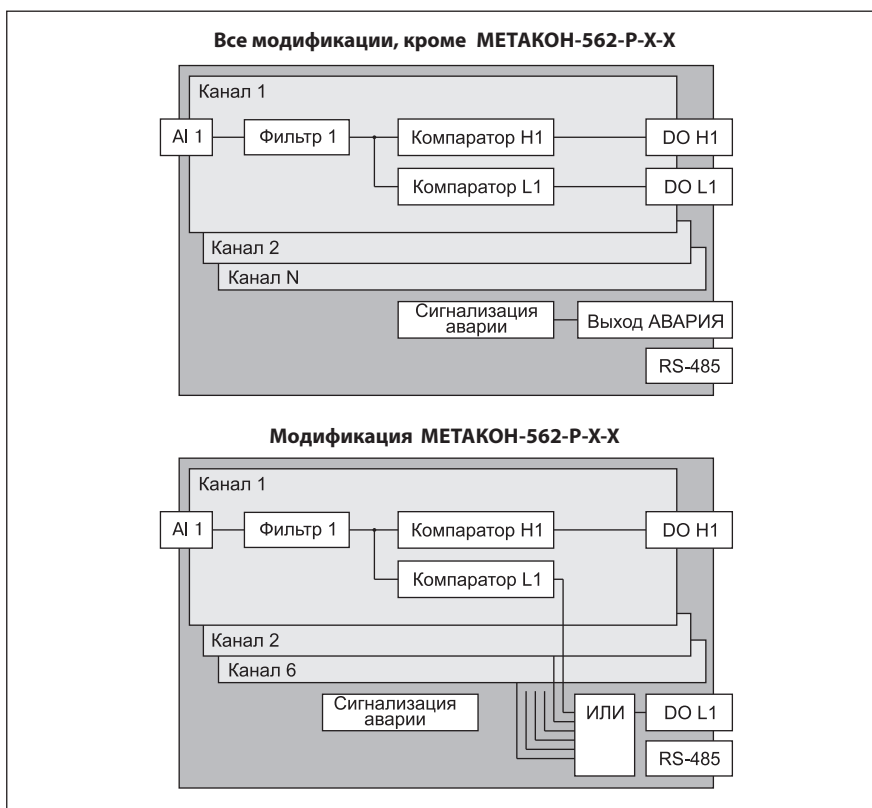 Все модификации, кроме МЕТАКОН-562-Р-Х-Х
Канал 1
AI 1
Фильтр 1
Компаратор H1
DO H1
Компаратор L1
DO L1
Канал 2
Канал N
Сигнализация
аварии
Выход АВАРИЯ
RS-485
Модификация МЕТАКОН-562-Р-Х-Х
Канал 1
AI 1
Фильтр 1
Компаратор H1
DO H1
Компаратор L1
Канал 2
Канал 6
Сигнализация
аварии
ИЛИ
DO L1
RS-485